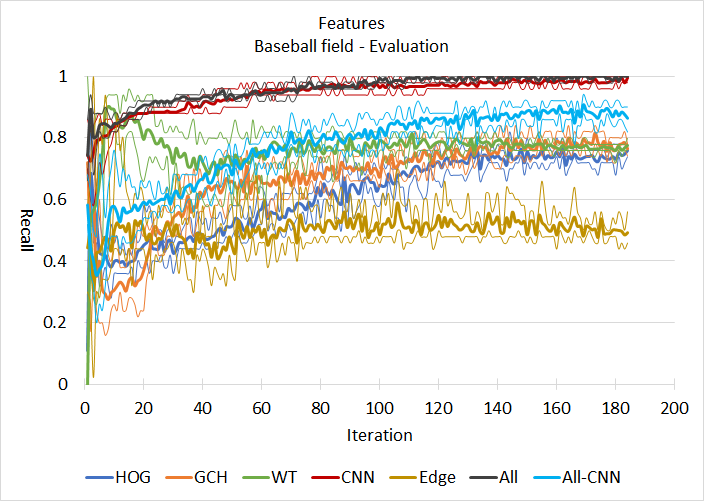 Features
Baseball field - Evaluation
1
0.8
0.6
0.4
0.2
0
Recall
0 20 40 60 80 100 120 140 160 180 200
Iteration
HOG GCH WT CNN Edge All All-CNN